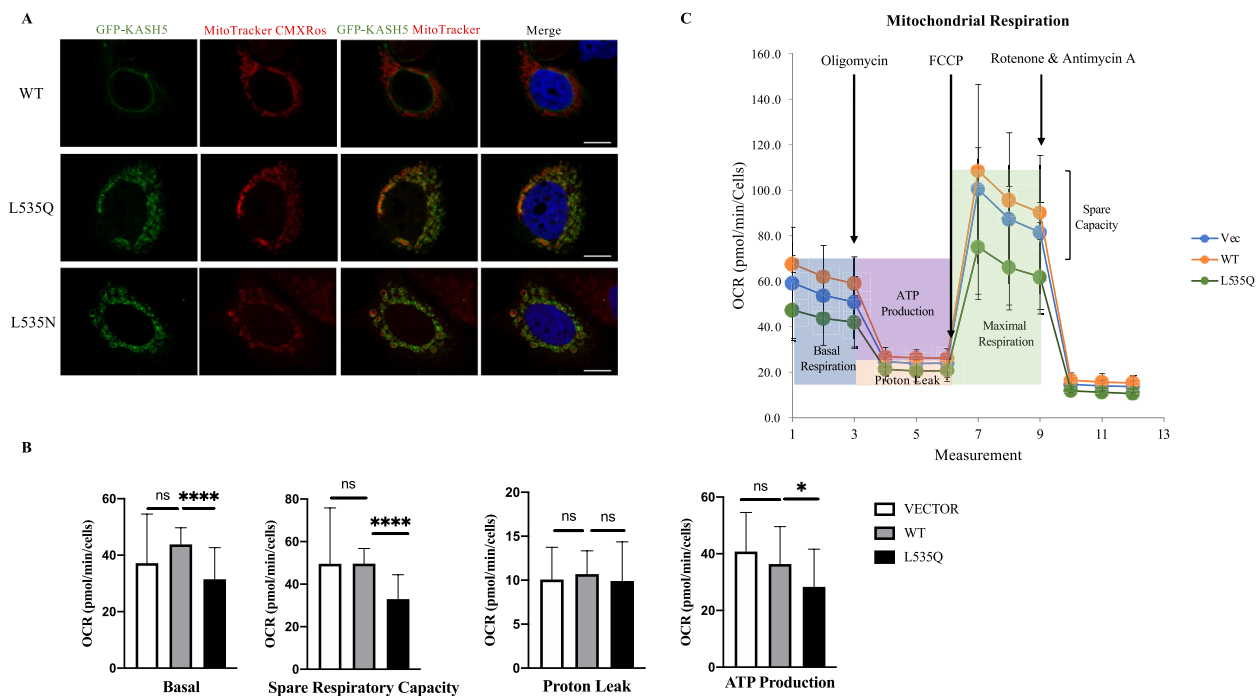 A
GFP-KASH5 MitoTracker CMXRos GFP-KASH5 MitoTracker Merge
WT
L535Q
L535N
C
Mitochondrial Respiration
Oligomycin FCCP Rotenone & Antimycin A
OCR (pmol/min/Cells)
160.0
140.0
120.0
100.0
80.0
60.0
40.0
20.0
0.0
Spare
Capacity
ATP
Production
Maximal
Respiration
Basal
Respiration
Proton Leak
1 3 5 7 9 11 13
Measurement
Vec
WT
L535Q
B
OCR (pmol/min/cells)
60
40
20
0
ns ****
Basal
OCR (pmol/min/cells)
80
60
40
20
0
ns
****
Spare Respiratory Capacity
OCR (pmol/min/cells)
20
15
10
5
0
ns ns
Proton Leak
OCR (pmol/min/cells)
60
40
20
0
ns *
ATP Production
VECTOR
WT
L535Q